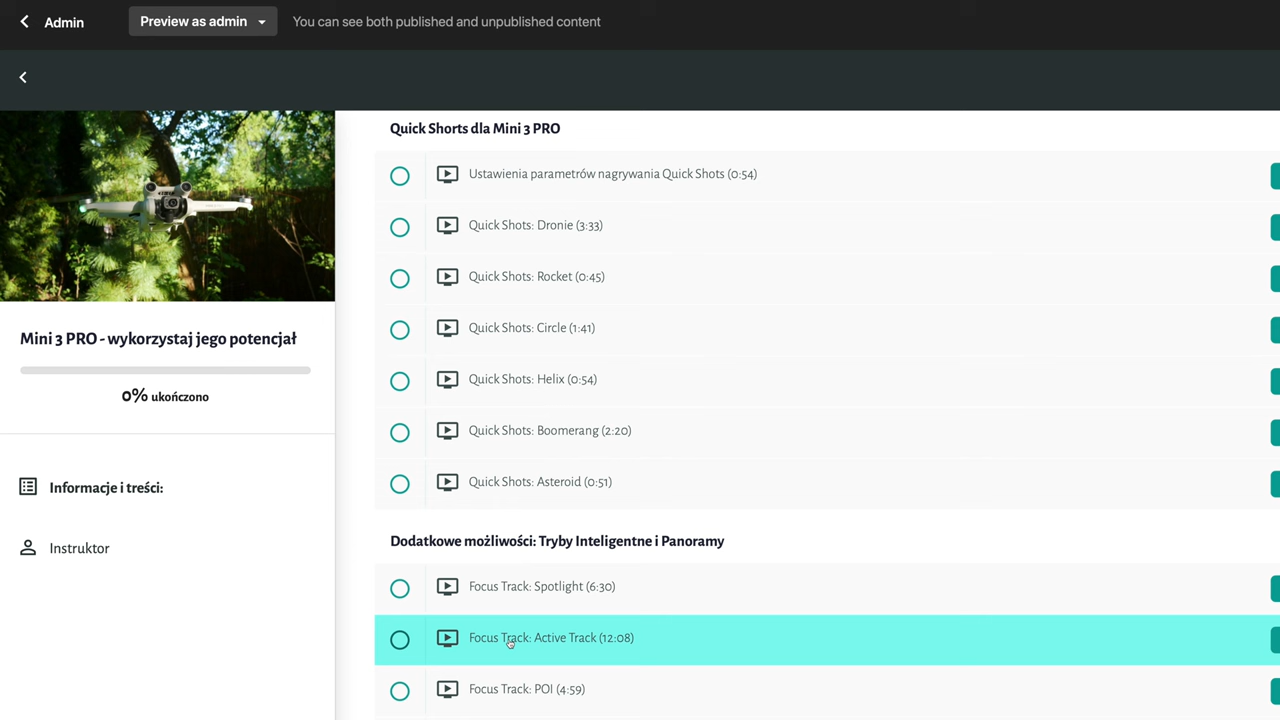 Admin
Preview as admin
You can see both published and unpublished content
Mini 3 PRO - wykorzystaj jego potencjał
0% ukończono
Informacje i treści:
Instruktor
Quick Shorts dla Mini 3 PRO
Ustawienia parametrów nagrywania Quick Shots (0:54)
Quick Shots: Dronie (3:33)
Quick Shots: Rocket (0:45)
Quick Shots: Circle (1:41)
Quick Shots: Helix (0:54)
Quick Shots: Boomerang (2:20)
Quick Shots: Asteroid (0:51)
Dodatkowe możliwości: Tryby Inteligentne i Panoramy
Focus Track: Spotlight (6:30)
Focus Track: Active Track (12:08)
Focus Track: POI (4:59)